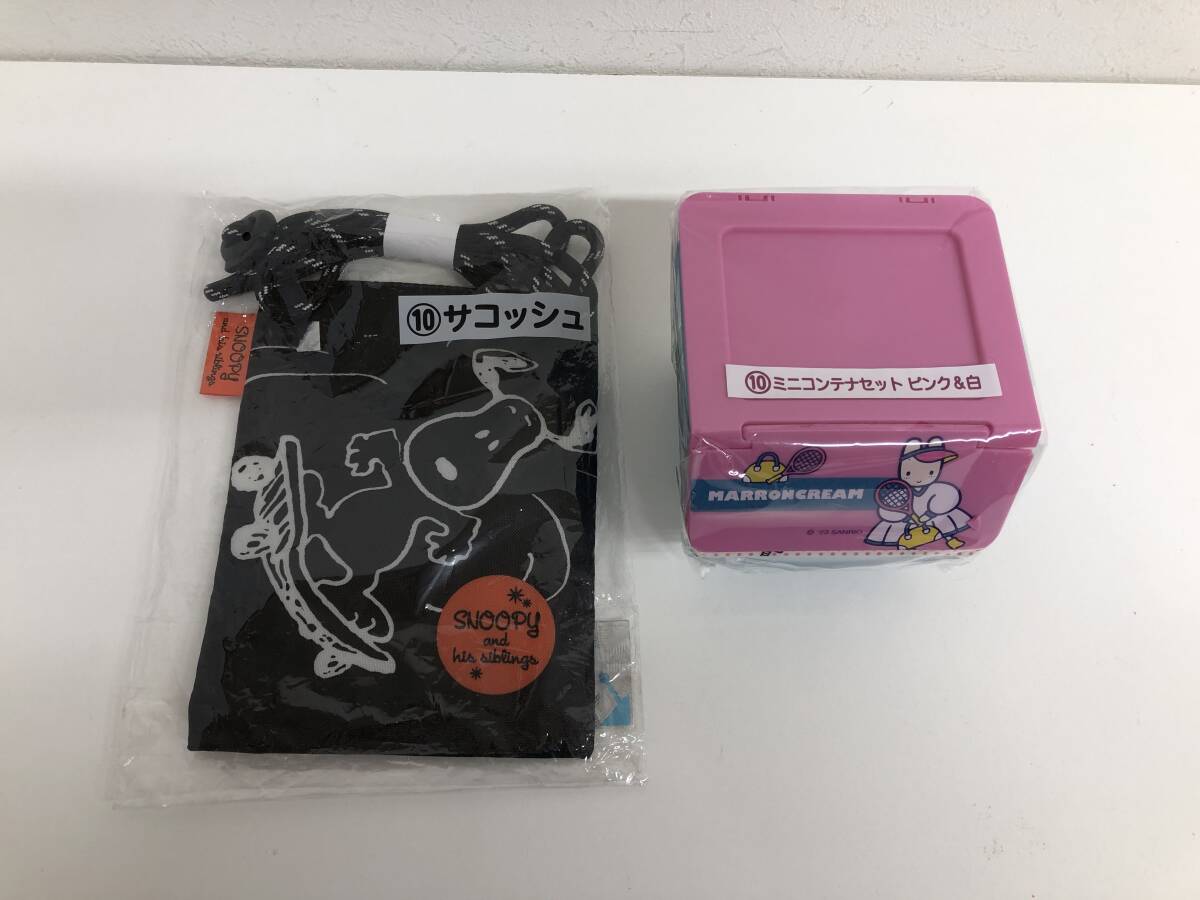 ⑩サコッシュ
SNOOPY
and his siblings
SNOOPY
and
his siblings
⑩ミニコンテナセット ピンク&白
MARRONCREAM
SANRIO